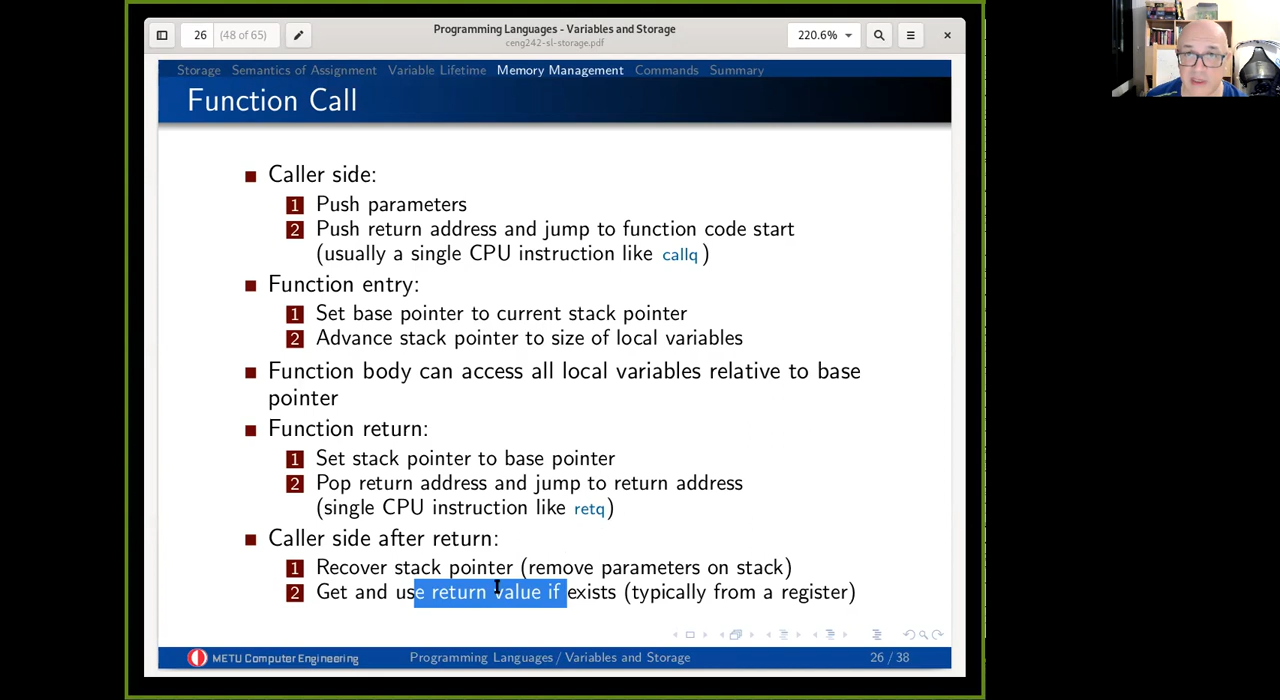 26 (48 of 65)
Programming Languages - Variables and Storage
ceng242-sl-storage.pdf
220.6%
Storage Semantics of Assignment Variable Lifetime Memory Management Commands Summary
Function Call
Caller side:
1 Push parameters
2 Push return address and jump to function code start
(usually a single CPU instruction like callq )
Function entry:
1 Set base pointer to current stack pointer
2 Advance stack pointer to size of local variables
Function body can access all local variables relative to base
pointer
Function return:
1 Set stack pointer to base pointer
2 Pop return address and jump to return address
(single CPU instruction like retq )
Caller side after return:
1 Recover stack pointer (remove parameters on stack)
2 Get and use return value if exists (typically from a register)
METU Computer Engineering Programming Languages / Variables and Storage 26 / 38